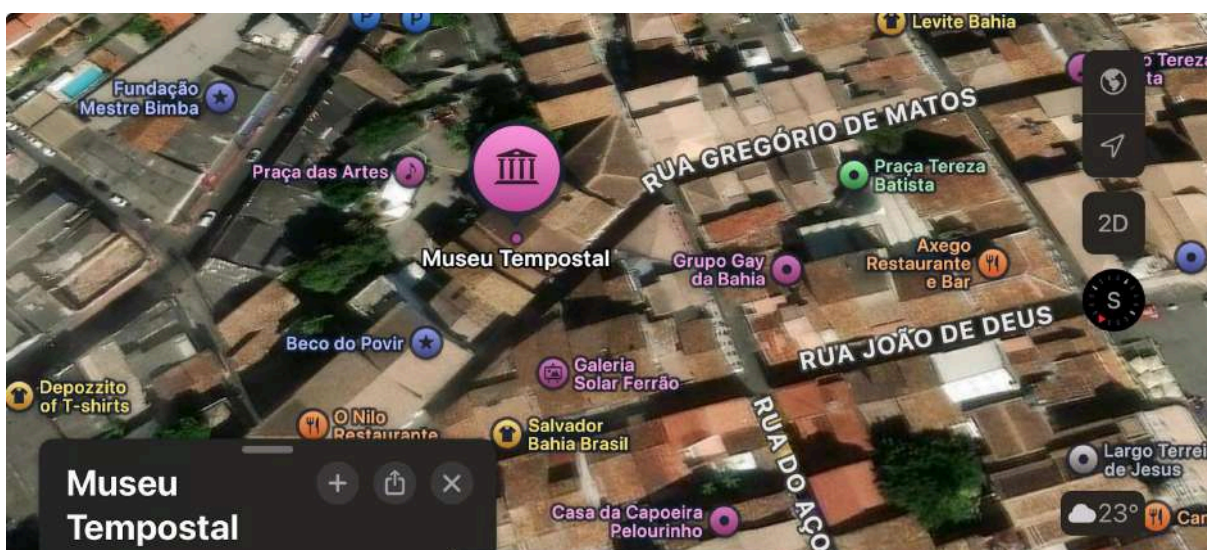 P
P
Levite Bahia
Fundação
Mestre Bimba
RUA GREGÓRIO DE MATOS
Praça das Artes
Praça Tereza
Batista
2D
Museu Tempostal
Grupo Gay
da Bahia
Axego
Restaurante
e Bar
S
Beco do Povir
RUA JOÃO DE DEUS
Galeria
Solar Ferrão
Depozzito
of T-shirts
O Nilo
Restaurante
Salvador
Bahia Brasil
RUA DO AÇO
Largo Terrei
de Jesus
Museu
Tempostal
Casa da Capoeira
Pelourinho
23°
Car